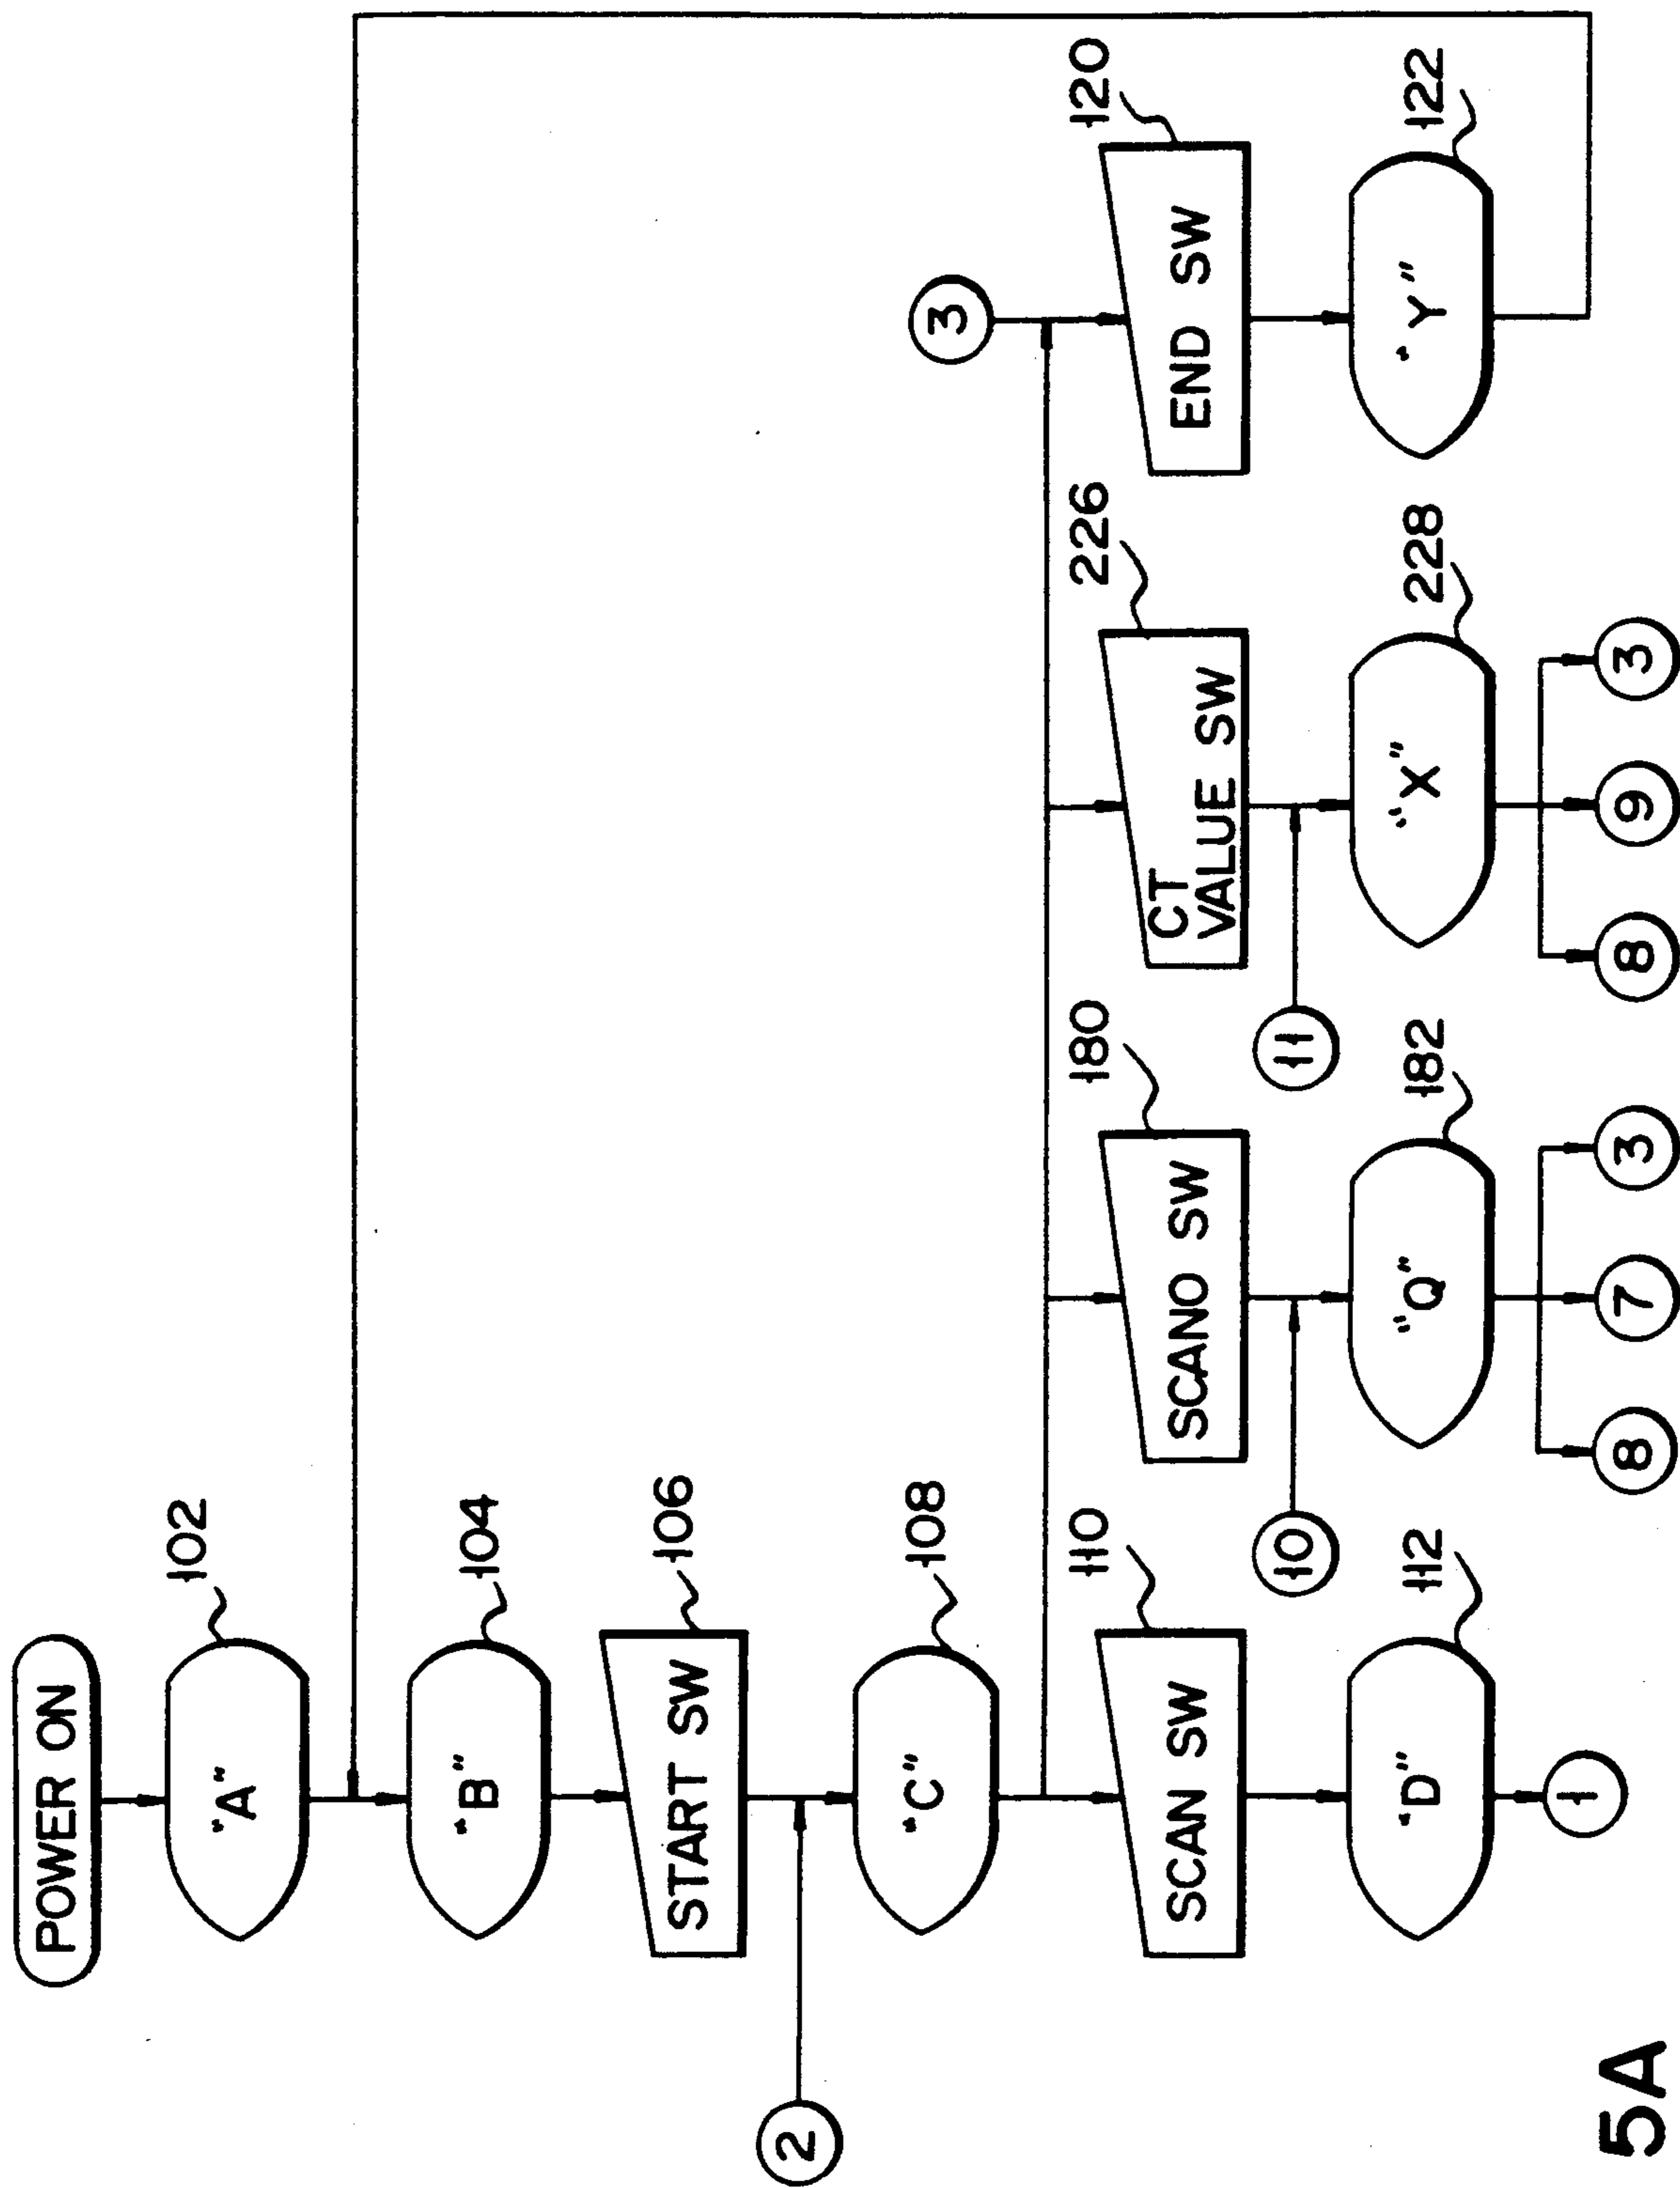 POWER ON
"A"
102
"B"
104
START SW
106
2
"C"
108
3
SCAN SW
110
SCANO SW
180
CT
VALUE SW
226
END SW
120
10
11
"D"
112
"Q"
182
"X"
228
"Y"
122
1
8
7
3
8
9
3
5A